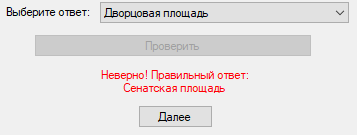 Выберите ответ: Дворцовая площадь
Проверить
Неверно! Правильный ответ:
Сенатская площадь
Далее